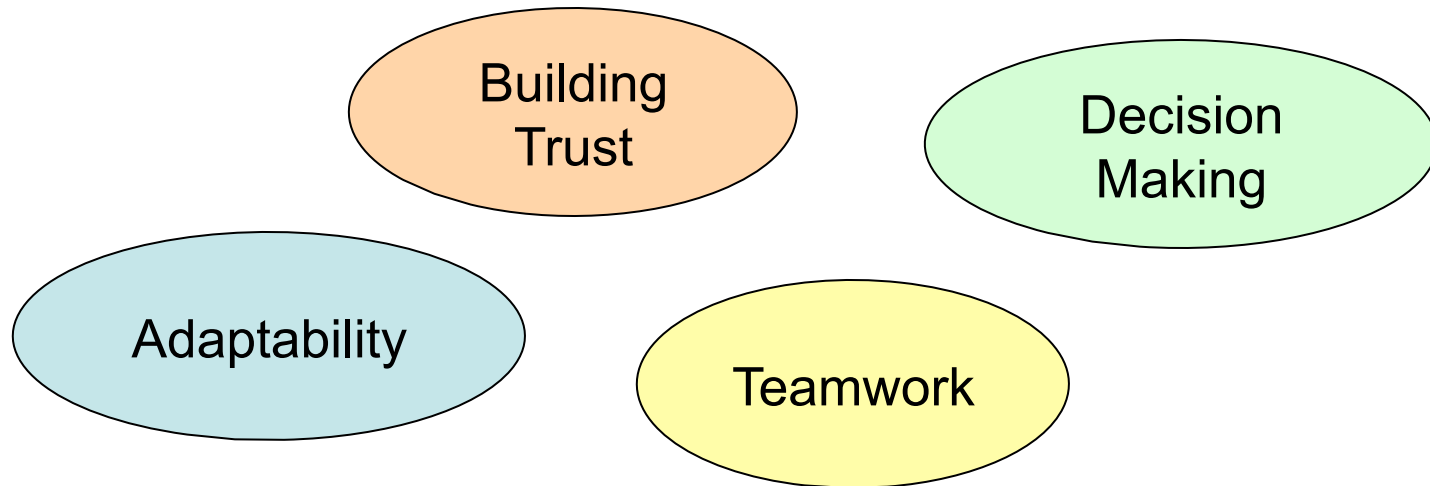 Building
Trust
Decision
Making
Adaptability
Teamwork